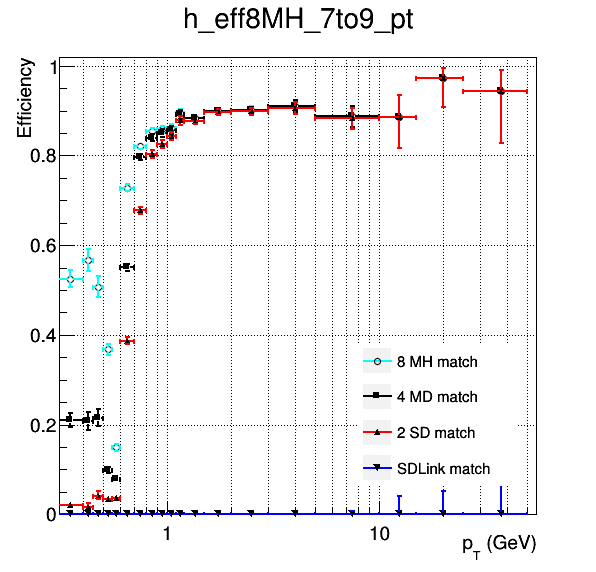 h_eff8MH_7to9_pt
Efficiency
1
0.8
0.6
0.4
0.2
0
8 MH match
4 MD match
2 SD match
SDLink match
1
10
p_T (GeV)